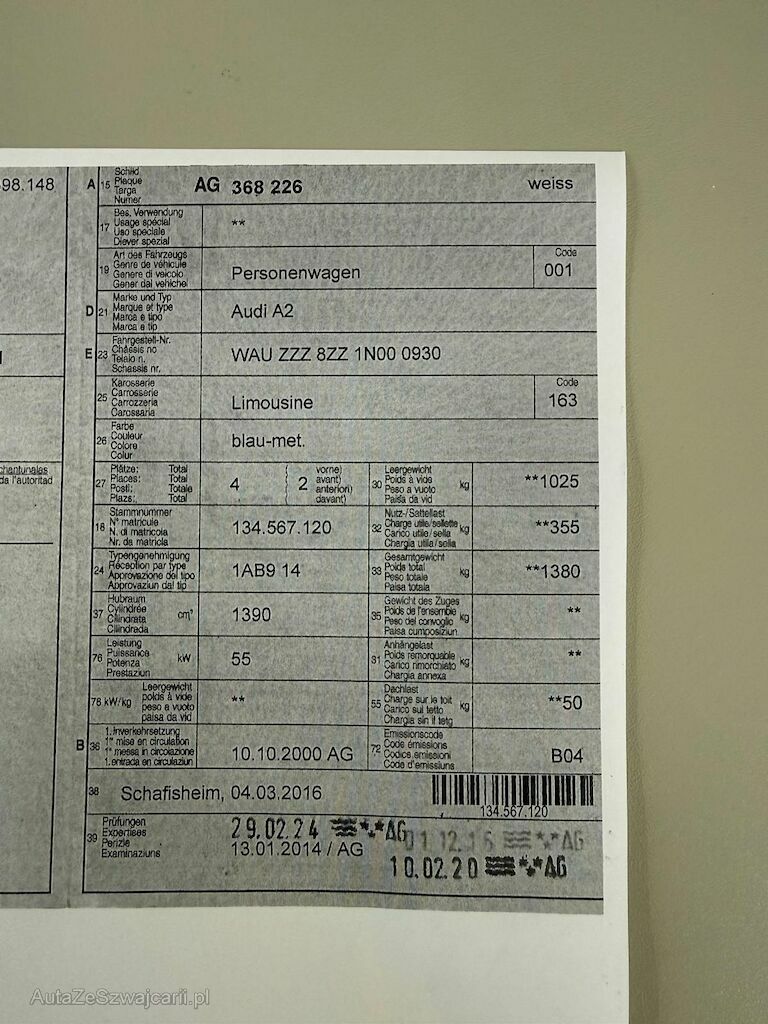 98.148
A 15 Schild Plaque Targa Numer AG 368 226 weiss
17 Bes. Verwendung Usage spécial Uso speciale Diever spezial **
19 Art des Fahrzeugs Genre de véhicule Genere di veicolo Gener dal vehichel Personenwagen Code 001
D 21 Marke und Typ Marque et type Marca e tipo Marca e tip Audi A2
E 23 Fahrgestell-Nr. Châssis no Telaio n. Schassis nr. WAU ZZZ 8ZZ 1N00 0930
25 Karosserie Carrosserie Carrozzeria Carossaria Limousine Code 163
26 Farbe Couleur Colore Colur blau-met.
chantunales
da l'autoritad
27 Plätze: Total Places: Total Posti: Totale Plazs: Total 4 ( 2 vorne) avant) anteriori) davant)
30 Leergewicht Poids à vide Peso a vuoto Paisa da vid kg **1025
18 Stammnummer N° matricule N. di matricola Nr. da matricla 134.567.120
32 Nutz-/Sattellast Charge utile/sellette Carico utile/sella Chargia utila/sella kg **355
24 Typengenehmigung Réception par type Approvazione del tipo Approvaziun dal tip 1AB9 14
33 Gesamtgewicht Poids total Peso totale Paisa totala kg **1380
37 Hubraum Cylindrée Cilindrata Cilindrada cm³ 1390
35 Gewicht des Zuges Poids de l'ensemble Peso del convoglio Paisa cumposiziun kg **
76 Leistung Puissance Potenza Prestaziun kW 55
31 Anhängelast Poids remorquable Carico rimorchiato Chargia annexa kg **
78 kW/kg Leergewicht poids à vide peso a vuoto paisa da vid **
55 Dachlast Charge sur le toit Carico sul tetto Chargia sin il tetg kg **50
B 36 1. Inverkehrsetzung 1re mise en circulation 1a messa in circolazione 1. entrada en circulaziun 10.10.2000 AG
72 Emissionscode Code émissions Codice emissioni Code d'emissiuns B04
38 Schafisheim, 04.03.2016
134.567.120
39 Prüfungen Expertises Perizie Examinaziuns
29.02.24 AG
01.12.16 AG
13.01.2014 / AG
10.02.20 AG
AutaZeSzwajcarii.pl